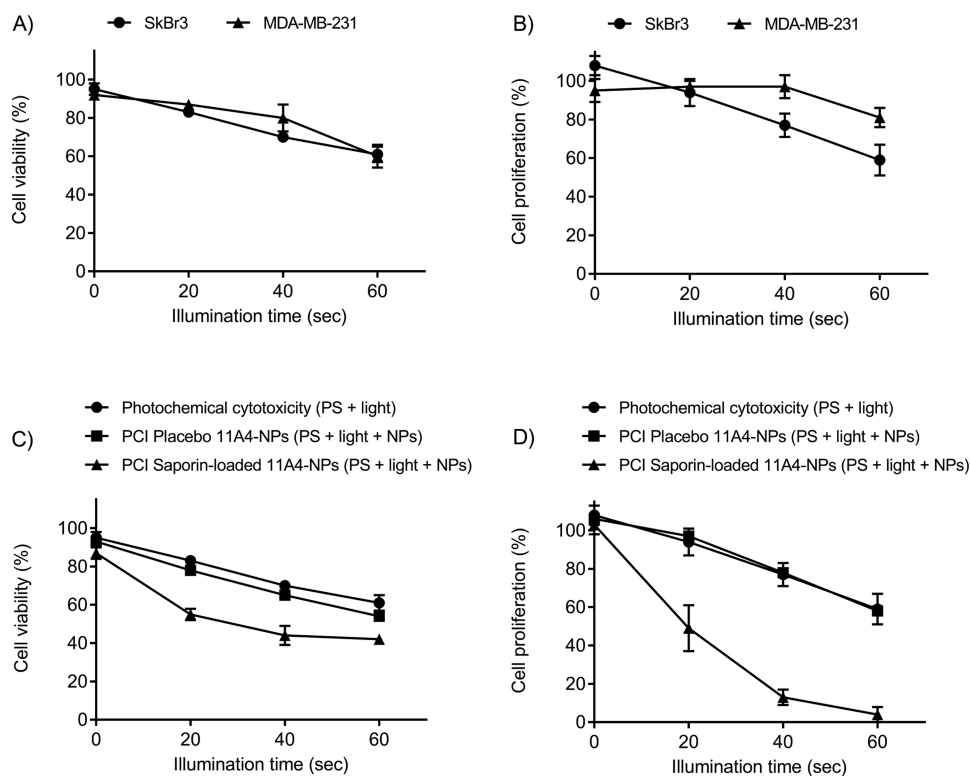 A)
SkBr3 MDA-MB-231
Cell viability (%)
100
80
60
40
20
0
0 20 40 60
Illumination time (sec)
B)
SkBr3 MDA-MB-231
Cell proliferation (%)
100
80
60
40
20
0
0 20 40 60
Illumination time (sec)
C)
Photochemical cytotoxicity (PS + light)
PCI Placebo 11A4-NPs (PS + light + NPs)
PCI Saporin-loaded 11A4-NPs (PS + light + NPs)
Cell viability (%)
100
80
60
40
20
0
0 20 40 60
Illumination time (sec)
D)
Photochemical cytotoxicity (PS + light)
PCI Placebo 11A4-NPs (PS + light + NPs)
PCI Saporin-loaded 11A4-NPs (PS + light + NPs)
Cell proliferation (%)
100
80
60
40
20
0
0 20 40 60
Illumination time (sec)